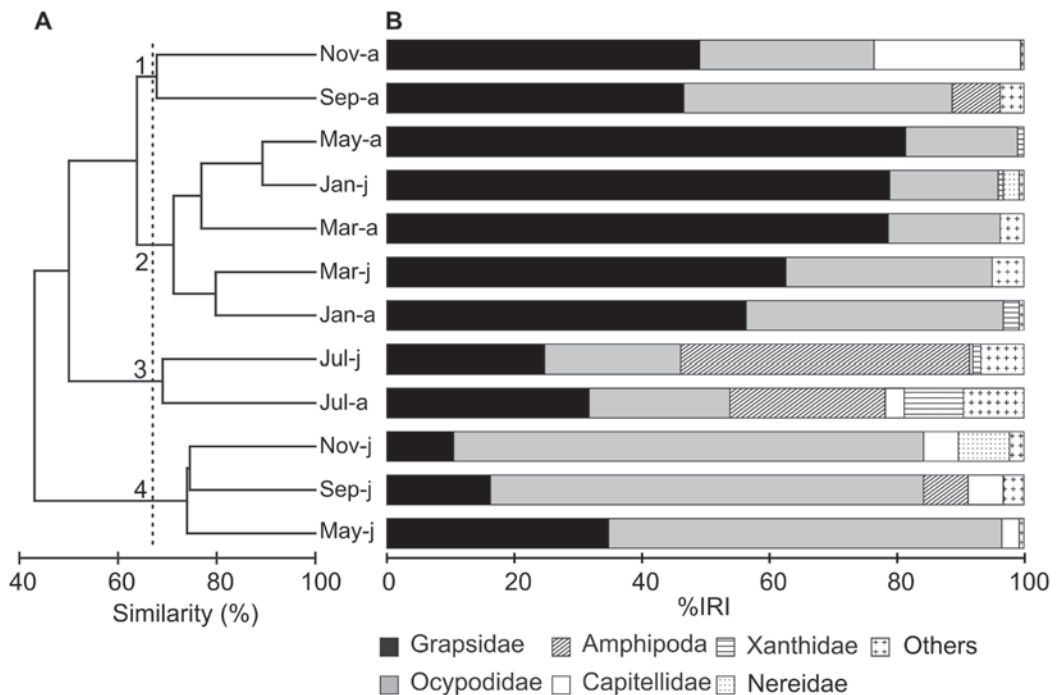 A B
1 Nov-a
Sep-a
May-a
Jan-j
Mar-a
2
Mar-j
Jan-a
3 Jul-j
Jul-a
Nov-j
4 Sep-j
May-j
40 60 80 100 0 20 40 60 80 100
Similarity (%) %IRI
Grapsidae Amphipoda Xanthidae Others
Ocypodidae Capitellidae Nereidae